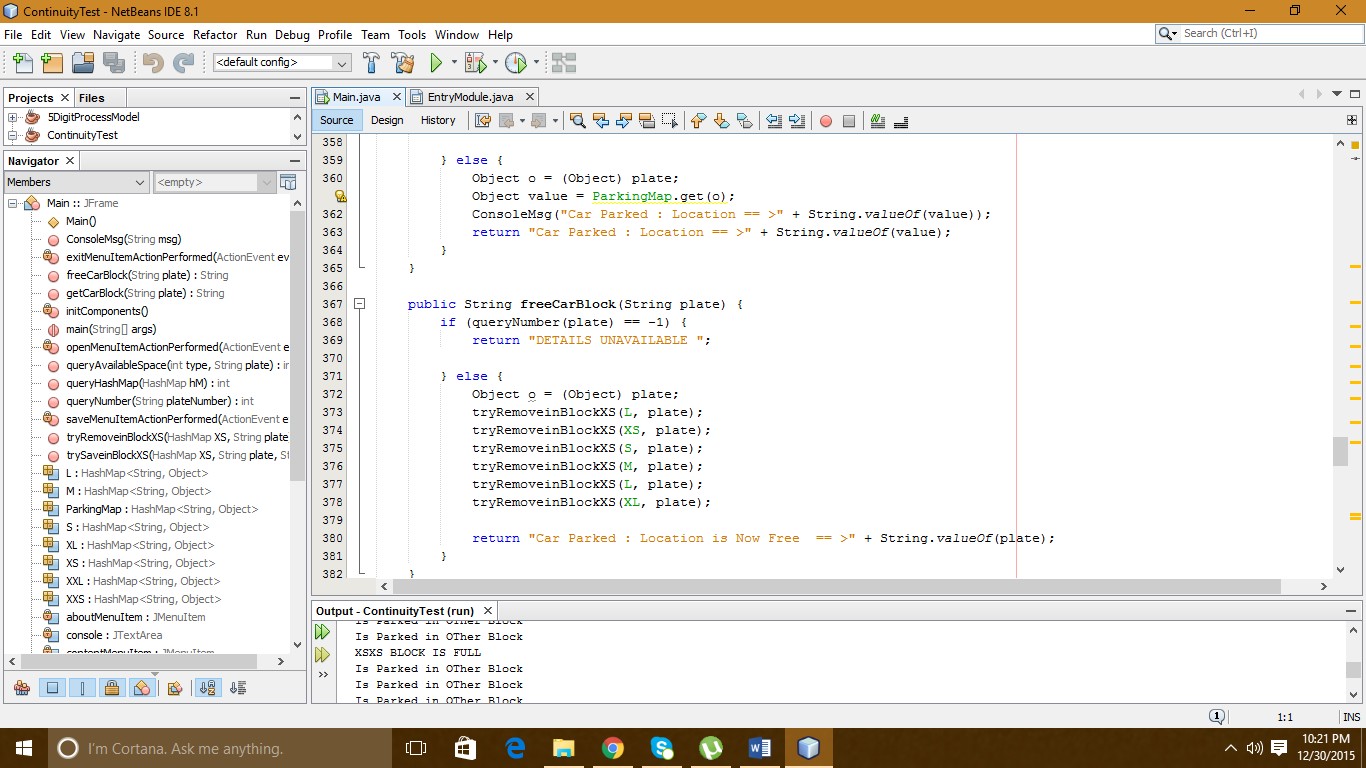 ContinuityTest - NetBeans IDE 8.1
File Edit View Navigate Source Refactor Run Debug Profile Team Tools Window Help
Search (Ctrl+I)
<default config>
Projects Files
5DigitProcessModel
ContinuityTest
Navigator
Members <empty>
Main :: JFrame
Main()
ConsoleMsg(String msg)
exitMenuItemActionPerformed(ActionEvent ev
freeCarBlock(String plate) : String
getCarBlock(String plate) : String
initComponents()
main(String[] args)
openMenuItemActionPerformed(ActionEvent e
queryAvailableSpace(int type, String plate) : ir
queryHashMap(HashMap hM) : int
queryNumber(String plateNumber) : int
saveMenuItemActionPerformed(ActionEvent e
tryRemoveinBlockXS(HashMap XS, String plate
trySaveinBlockXS(HashMap XS, String plate, St
L : HashMap<String, Object>
M : HashMap<String, Object>
ParkingMap : HashMap<String, Object>
S : HashMap<String, Object>
XL : HashMap<String, Object>
XS : HashMap<String, Object>
XXL : HashMap<String, Object>
XXS : HashMap<String, Object>
aboutMenuItem : JMenuItem
console : JTextArea
contentMenuItem : JMenuItem
Main.java EntryModule.java
Source Design History
358
359 } else {
360 Object o = (Object) plate;
Object value = ParkingMap.get(o);
362 ConsoleMsg("Car Parked : Location == >" + String.valueOf(value));
363 return "Car Parked : Location == >" + String.valueOf(value);
364 }
365 }
366
367 public String freeCarBlock(String plate) {
368 if (queryNumber(plate) == -1) {
369 return "DETAILS UNAVAILABLE ";
370
371 } else {
372 Object o = (Object) plate;
373 tryRemoveinBlockXS(L, plate);
374 tryRemoveinBlockXS(XS, plate);
375 tryRemoveinBlockXS(S, plate);
376 tryRemoveinBlockXS(M, plate);
377 tryRemoveinBlockXS(L, plate);
378 tryRemoveinBlockXS(XL, plate);
379
380 return "Car Parked : Location is Now Free  == >" + String.valueOf(plate);
381 }
382 }
Output - ContinuityTest (run)
Is Parked in OTher Block
Is Parked in OTher Block
XSXS BLOCK IS FULL
Is Parked in OTher Block
Is Parked in OTher Block
Is Parked in OTher Block
1 1:1 INS
I'm Cortana. Ask me anything.
10:21 PM
12/30/2015